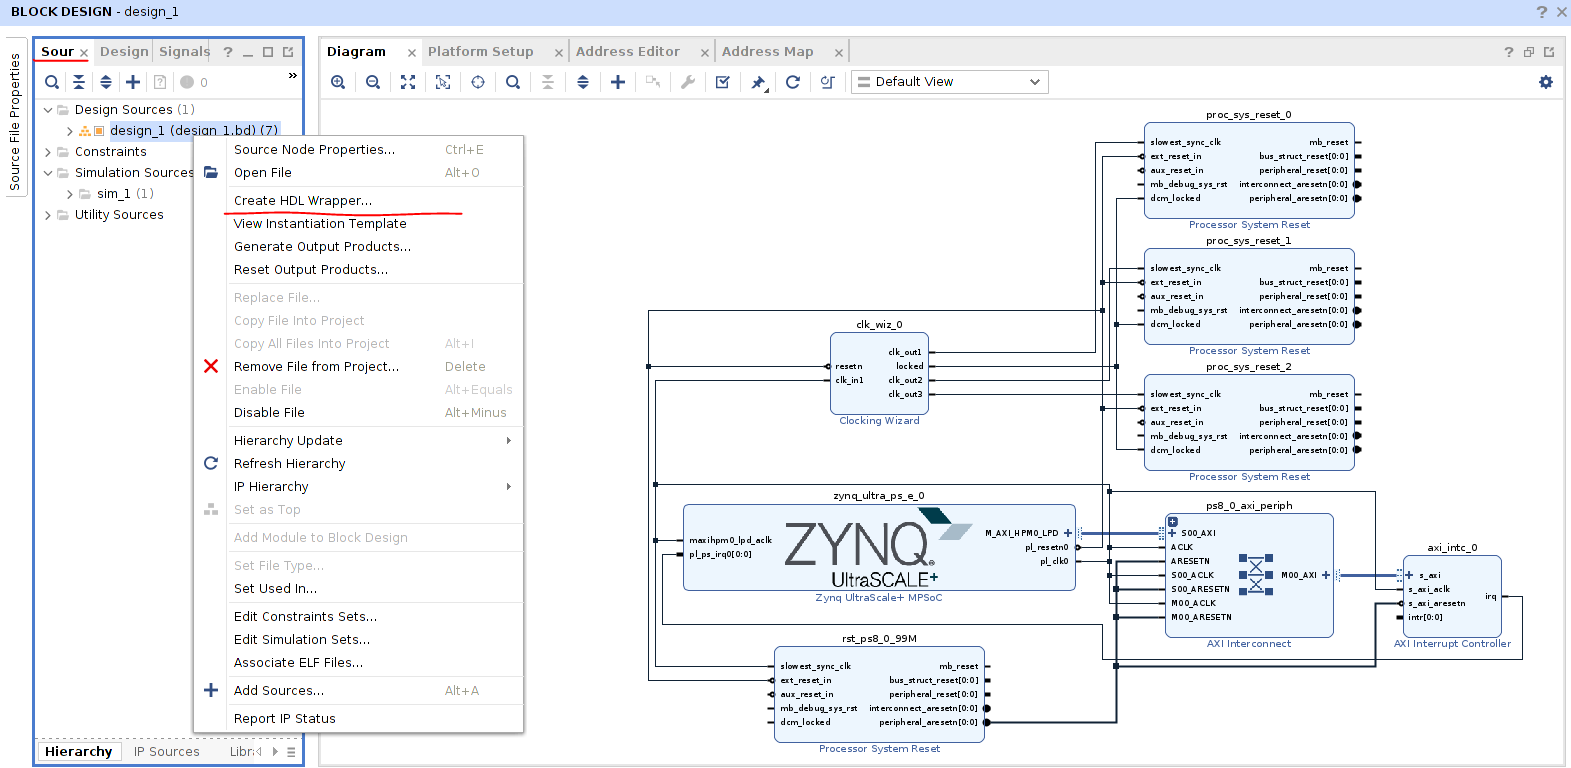 BLOCK DESIGN - design_1
Source File Properties
Sour
Design
Signals
0
Design Sources (1)
design_1 (design_1.bd) (7)
Constraints
Simulation Sources
sim_1 (1)
Utility Sources
Source Node Properties... Ctrl+E
Open File Alt+O
Create HDL Wrapper...
View Instantiation Template
Generate Output Products...
Reset Output Products...
Replace File...
Copy File Into Project
Copy All Files Into Project Alt+I
Remove File from Project... Delete
Enable File Alt+Equals
Disable File Alt+Minus
Hierarchy Update
Refresh Hierarchy
IP Hierarchy
Set as Top
Add Module to Block Design
Set File Type...
Set Used In...
Edit Constraints Sets...
Edit Simulation Sets...
Associate ELF Files...
Add Sources... Alt+A
Report IP Status
Hierarchy
IP Sources
Libr
Diagram
Platform Setup
Address Editor
Address Map
Default View
proc_sys_reset_0
slowest_sync_clk mb_reset
ext_reset_in bus_struct_reset[0:0]
aux_reset_in peripheral_reset[0:0]
mb_debug_sys_rst interconnect_aresetn[0:0]
dcm_locked peripheral_aresetn[0:0]
Processor System Reset
proc_sys_reset_1
slowest_sync_clk mb_reset
ext_reset_in bus_struct_reset[0:0]
aux_reset_in peripheral_reset[0:0]
mb_debug_sys_rst interconnect_aresetn[0:0]
dcm_locked peripheral_aresetn[0:0]
Processor System Reset
clk_wiz_0
clk_out1
resetn locked
clk_in1 clk_out2
clk_out3
Clocking Wizard
proc_sys_reset_2
slowest_sync_clk mb_reset
ext_reset_in bus_struct_reset[0:0]
aux_reset_in peripheral_reset[0:0]
mb_debug_sys_rst interconnect_aresetn[0:0]
dcm_locked peripheral_aresetn[0:0]
Processor System Reset
zynq_ultra_ps_e_0
maxihpm0_lpd_aclk
pl_ps_irq0[0:0]
ZYNQ
UltraSCALE+
M_AXI_HPM0_LPD
pl_resetn0
pl_clk0
Zynq UltraScale+ MPSoC
ps8_0_axi_periph
S00_AXI
ACLK
ARESETN
S00_ACLK M00_AXI
S00_ARESETN
M00_ACLK
M00_ARESETN
AXI Interconnect
axi_intc_0
s_axi
s_axi_aclk
s_axi_aresetn
intr[0:0]
irq
AXI Interrupt Controller
rst_ps8_0_99M
slowest_sync_clk mb_reset
ext_reset_in bus_struct_reset[0:0]
aux_reset_in peripheral_reset[0:0]
mb_debug_sys_rst interconnect_aresetn[0:0]
dcm_locked peripheral_aresetn[0:0]
Processor System Reset